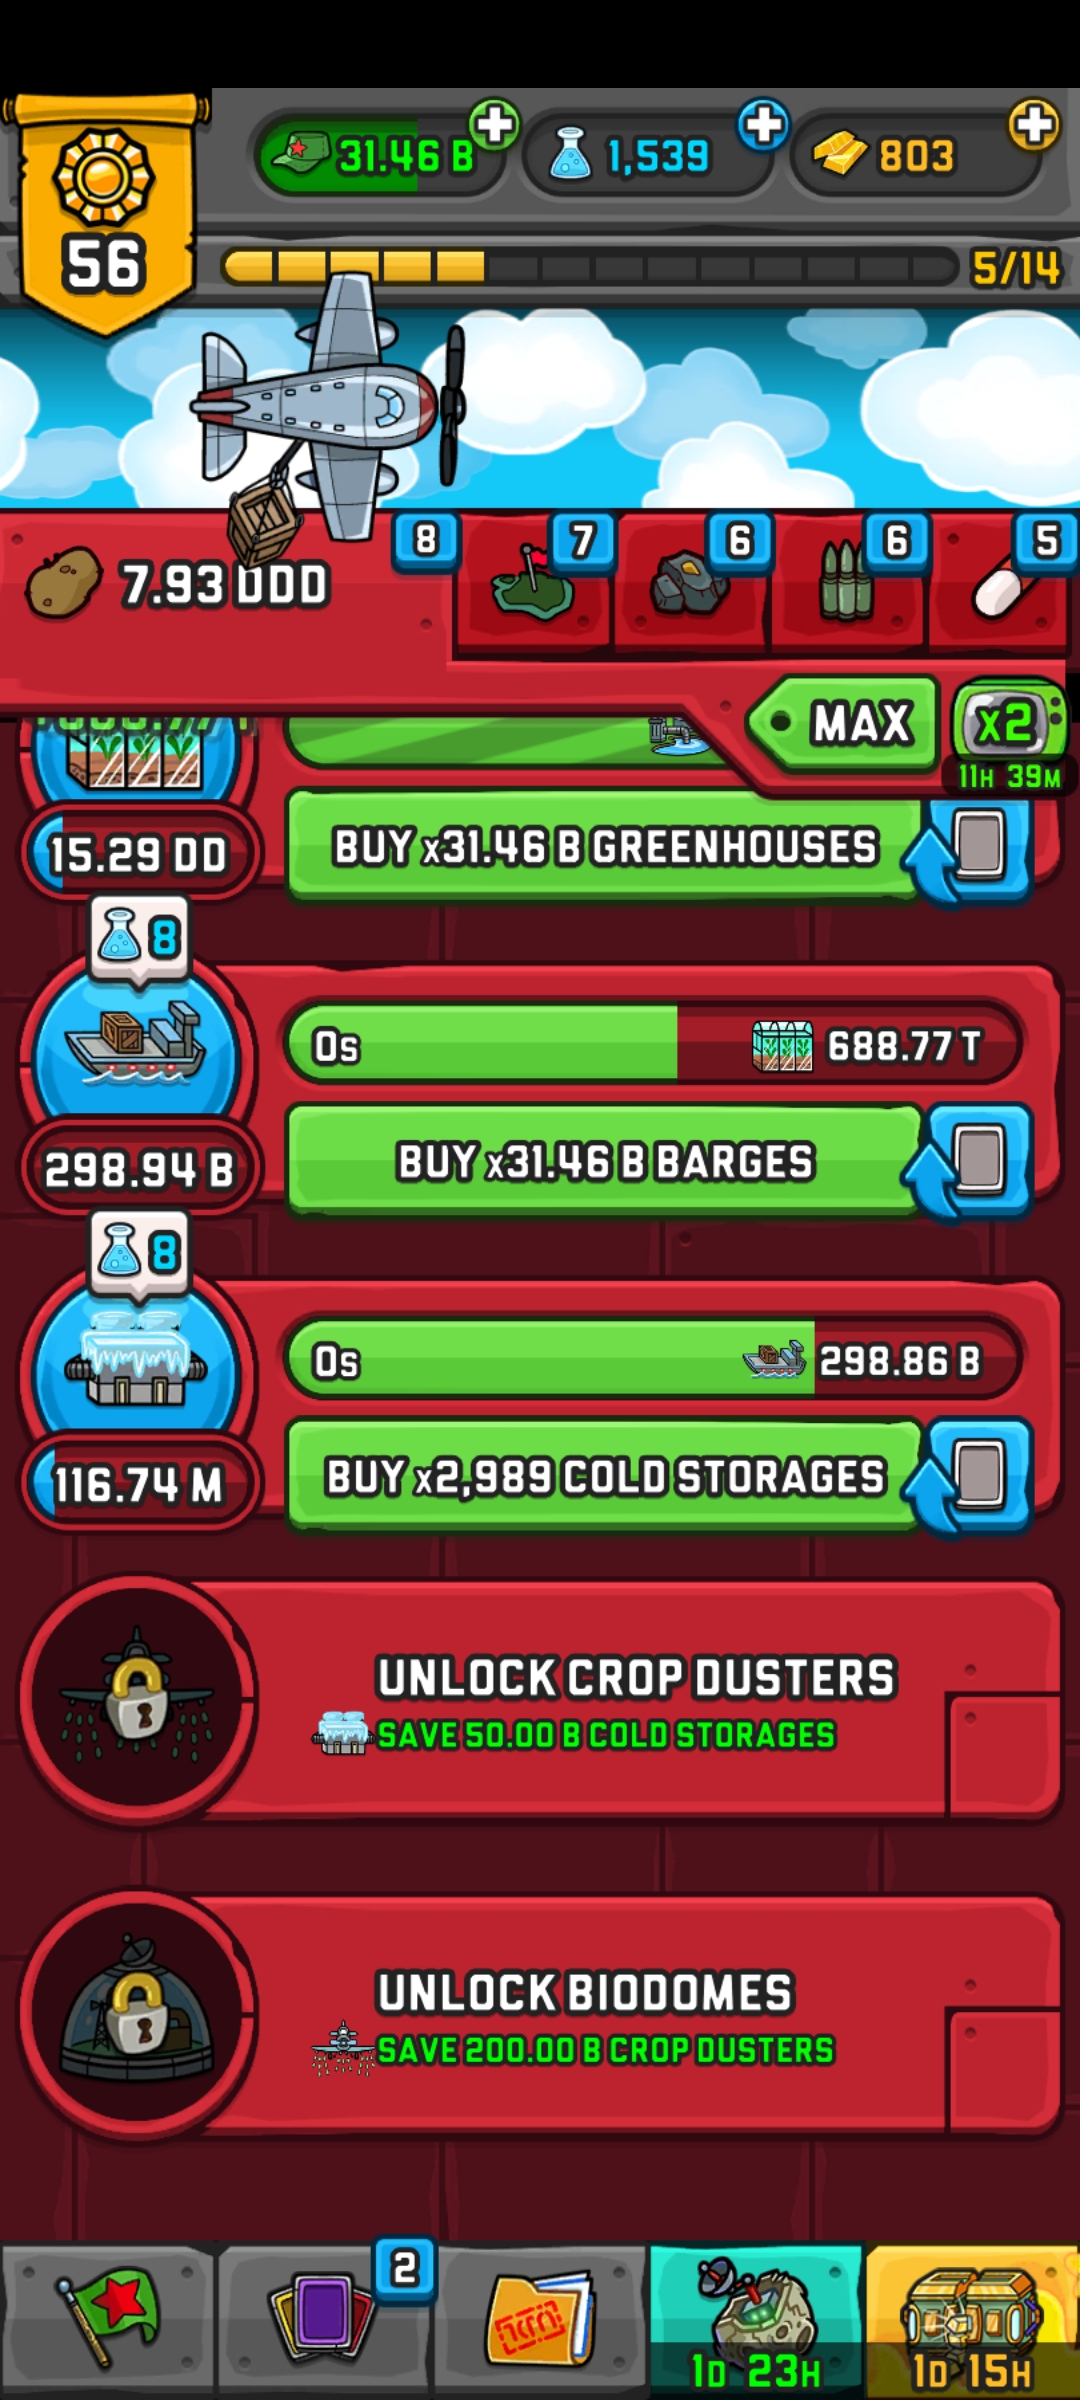 31.46 B
1,539
803
56
5/14
7.93 DDD
8
7
6
6
5
MAX
x2
11H 39M
15.29 DD
BUY x31.46 B GREENHOUSES
8
0s
688.77 T
298.94 B
BUY x31.46 B BARGES
8
0s
298.86 B
116.74 M
BUY x2,989 COLD STORAGES
UNLOCK CROP DUSTERS
SAVE 50.00 B COLD STORAGES
UNLOCK BIODOMES
SAVE 200.00 B CROP DUSTERS
2
1D 23H
1D 15H